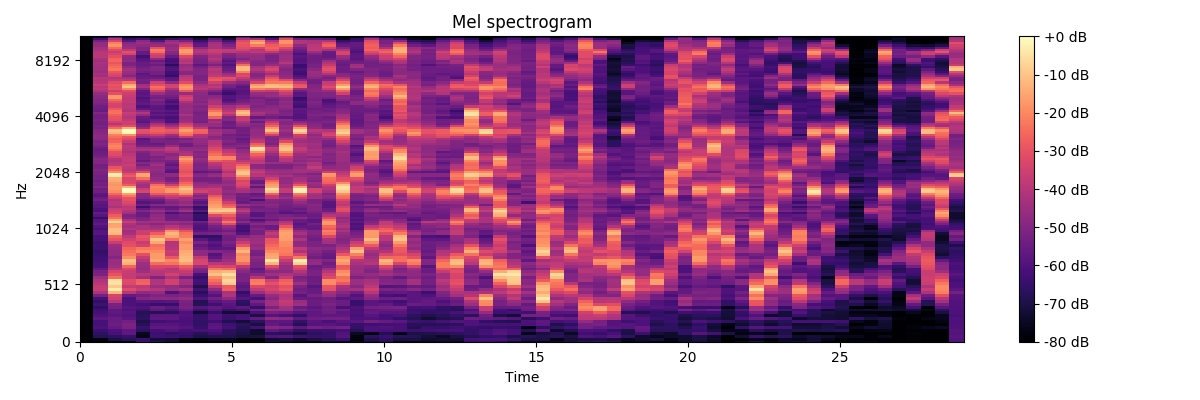 Mel spectrogram
8192
4096
2048
1024
512
0
Hz
0 5 10 15 20 25
Time
+0 dB
-10 dB
-20 dB
-30 dB
-40 dB
-50 dB
-60 dB
-70 dB
-80 dB